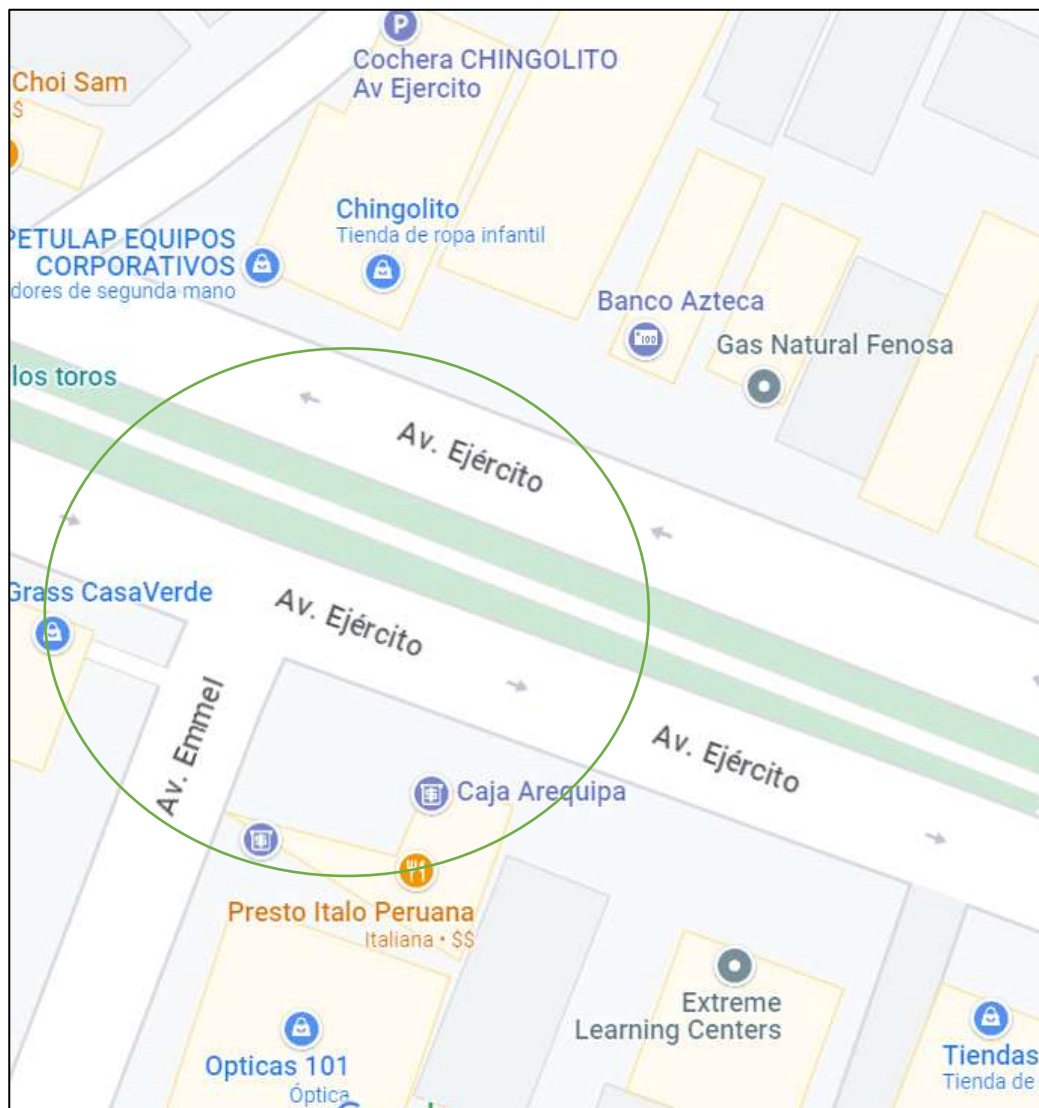 P
Cochera CHINGOLITO
Av Ejercito
Choi Sam
$
Chingolito
Tienda de ropa infantil
PETULAP EQUIPOS
CORPORATIVOS
dores de segunda mano
Banco Azteca
100
Gas Natural Fenosa
los toros
Av. Ejército
Grass CasaVerde
Av. Ejército
Av. Emmel
Av. Ejército
Caja Arequipa
Presto Italo Peruana
Italiana • $$
Extreme
Learning Centers
Opticas 101
Óptica
Tiendas
Tienda de